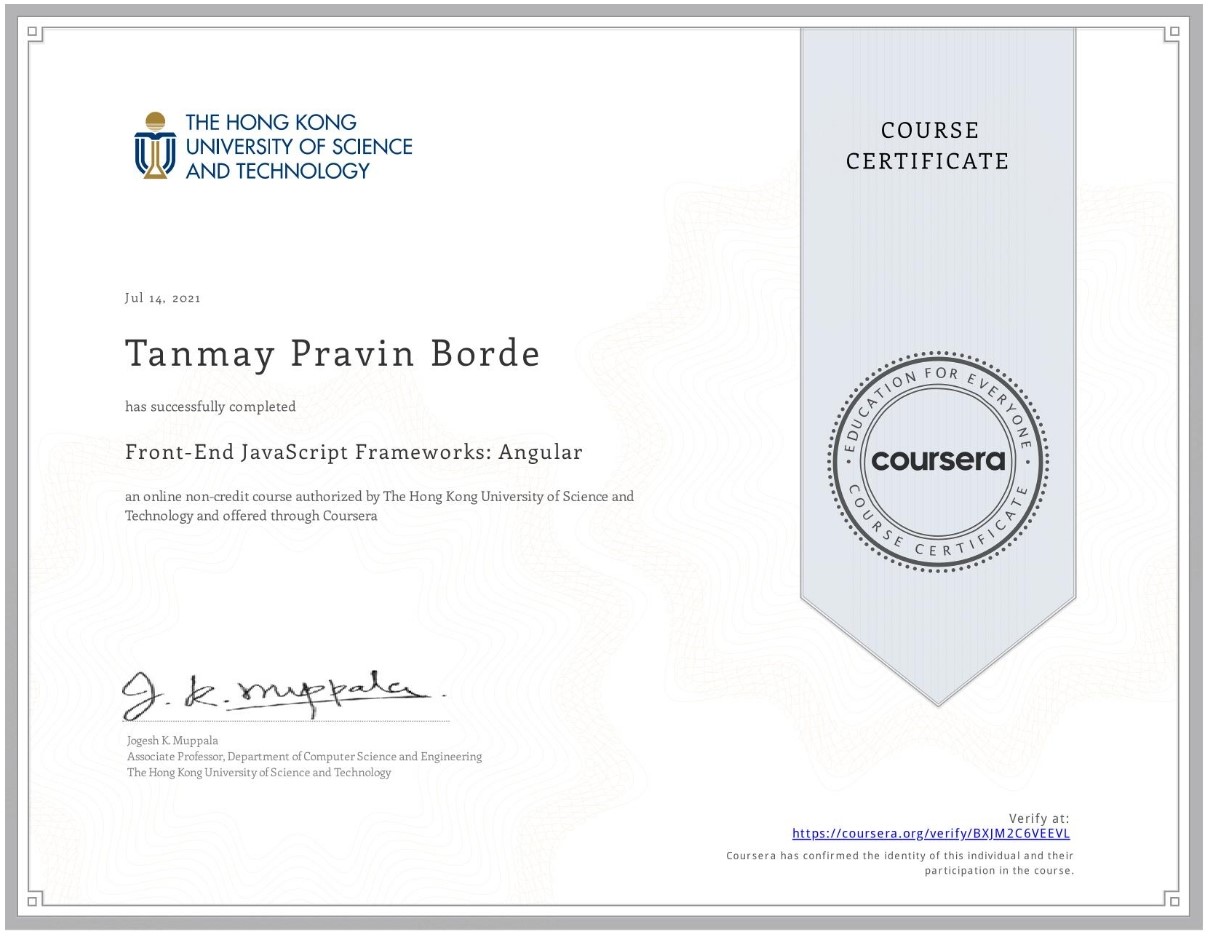 THE HONG KONG
UNIVERSITY OF SCIENCE
AND TECHNOLOGY
COURSE
CERTIFICATE
Jul 14, 2021
Tanmay Pravin Borde
has successfully completed
Front-End JavaScript Frameworks: Angular
an online non-credit course authorized by The Hong Kong University of Science and
Technology and offered through Coursera
EDUCATION FOR EVERYONE
coursera
COURSE CERTIFICATE
J. K. Muppala
Jogesh K. Muppala
Associate Professor, Department of Computer Science and Engineering
The Hong Kong University of Science and Technology
Verify at:
https://coursera.org/verify/BXJM2C6VEEVL
Coursera has confirmed the identity of this individual and their
participation in the course.